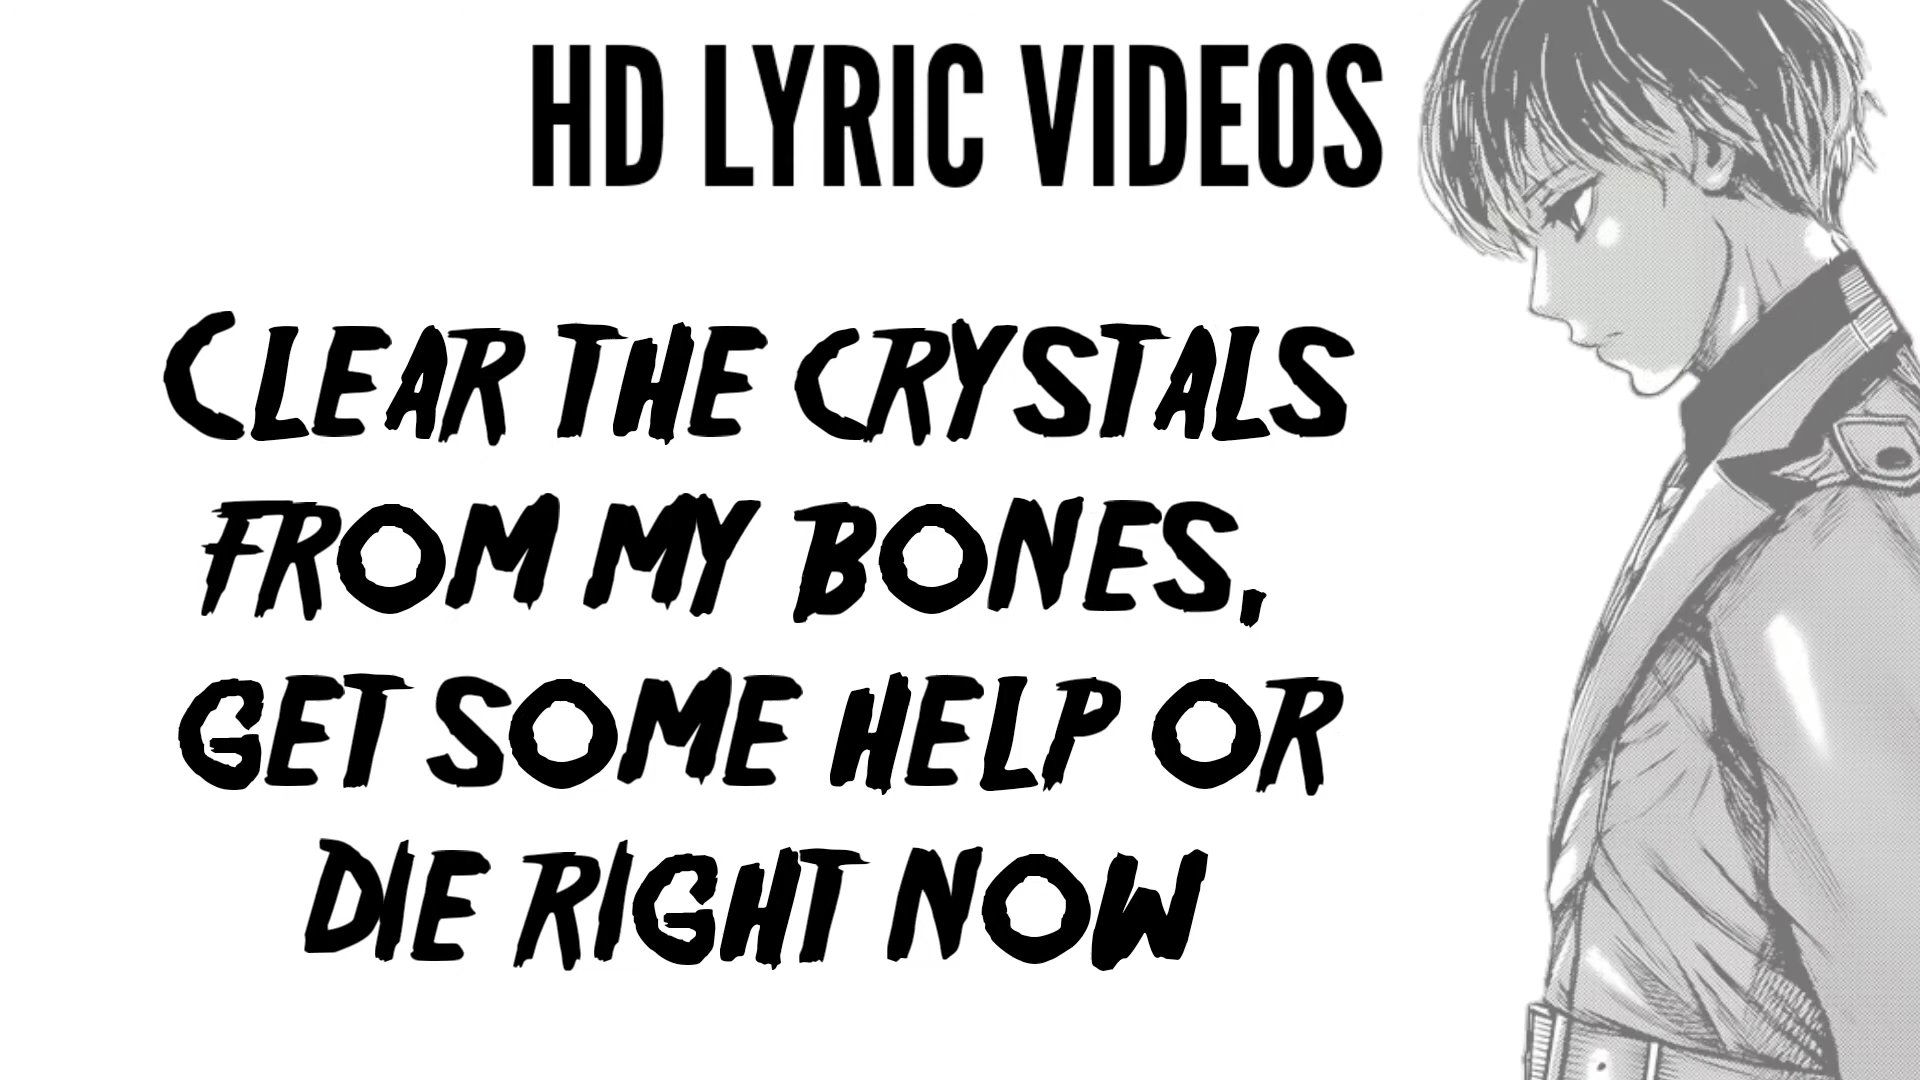 HD LYRIC VIDEOS
CLEAR THE CRYSTALS
FROM MY BONES,
GET SOME HELP OR
DIE RIGHT NOW